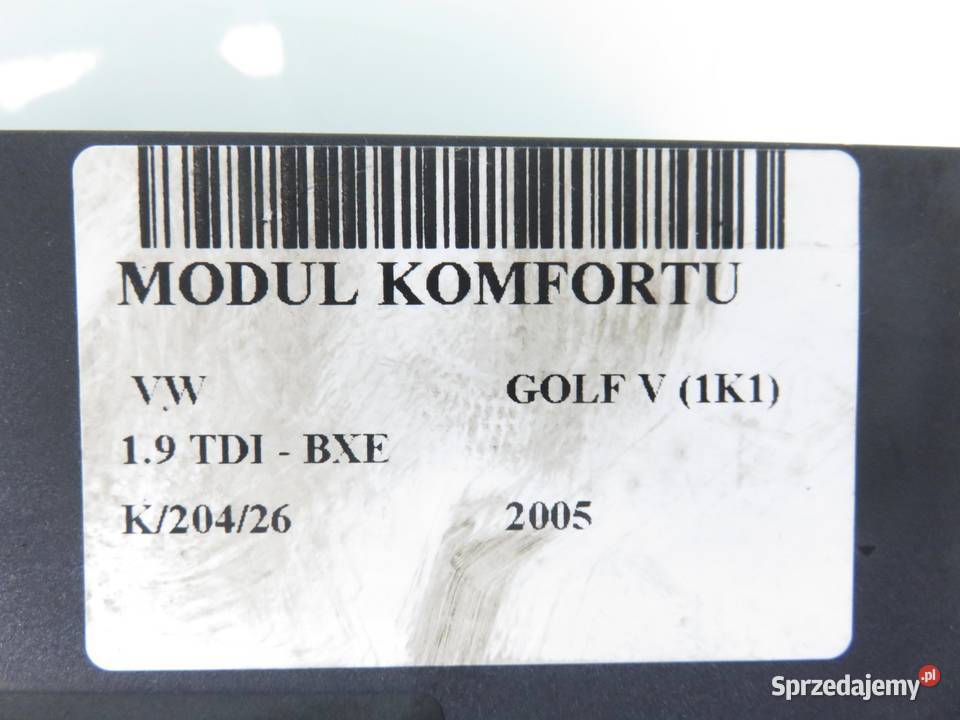 MODUL KOMFORTU
VW GOLF V (1K1)
1.9 TDI - BXE
K/204/26 2005
Sprzedajemy.pl